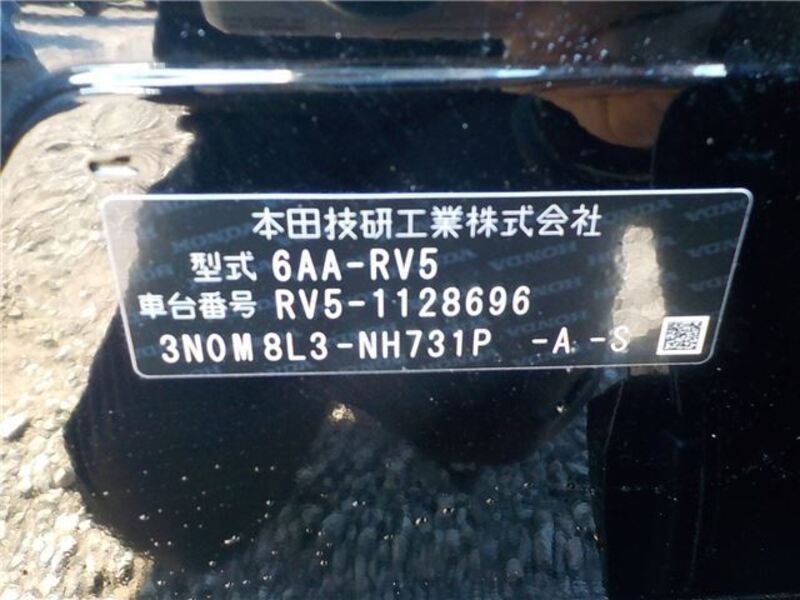 本田技研工業株式会社
型式 6AA-RV5
車台番号 RV5-1128696
3N0M8L3-NH731P -A -S